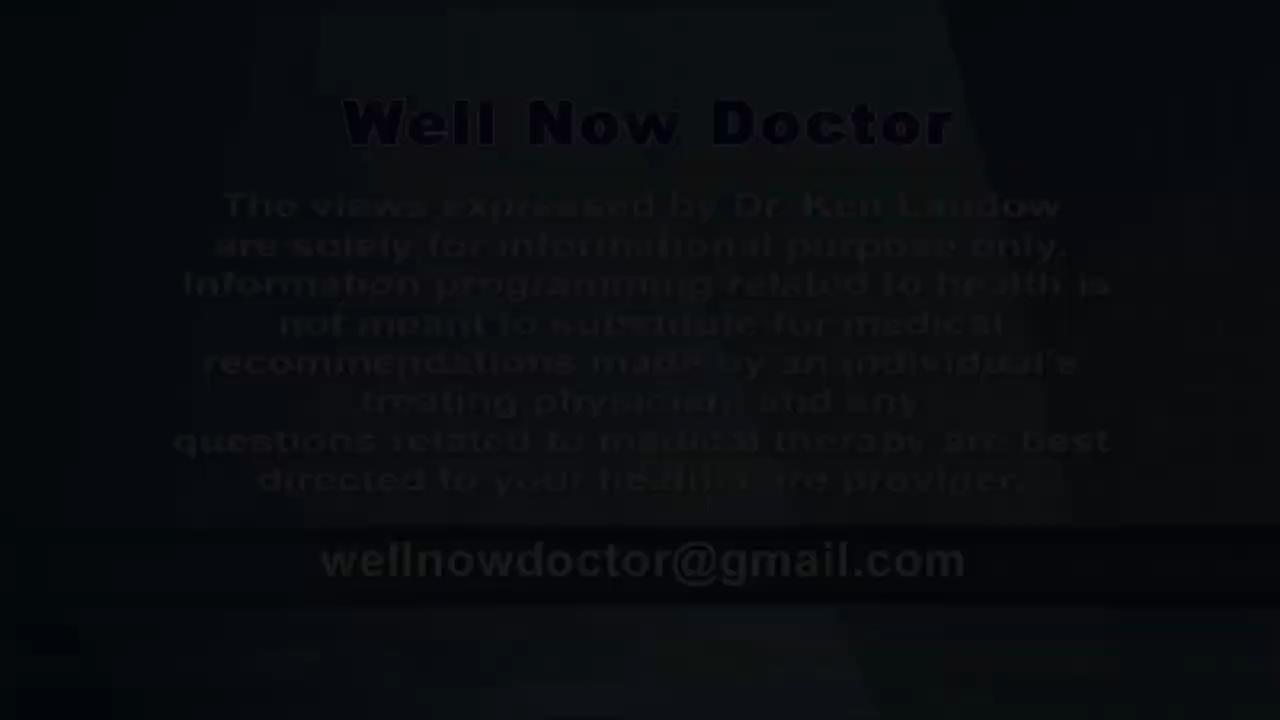 Well Now Doctor
The views expressed by Dr. Ken Landow
are solely for informational purpose only.
Information programming related to health is
not meant to substitute for medical
recommendations made by an individual's
treating physician, and any
questions related to medical therapy are best
directed to your healthcare provider.
wellnowdoctor@gmail.com